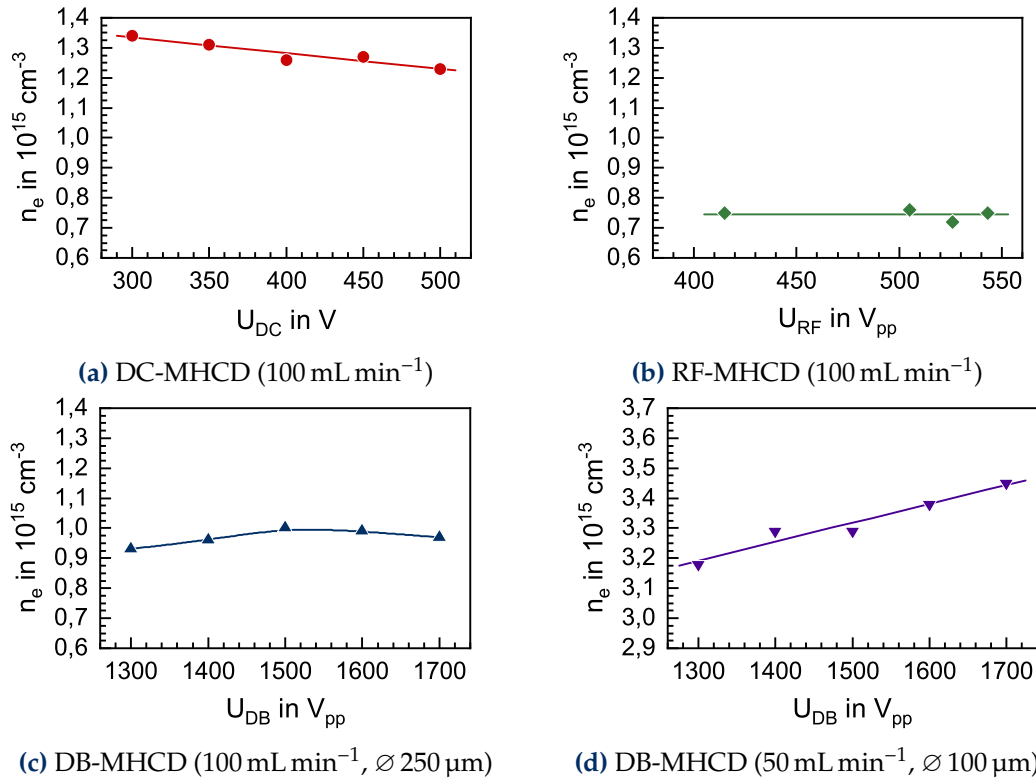 1,4
1,3
1,2
1,1
1,0
0,9
0,8
0,7
0,6
n_e in 10^15 cm^-3
300 350 400 450 500
U_DC in V
(a) DC-MHCD (100 mL min−1)
1,4
1,3
1,2
1,1
1,0
0,9
0,8
0,7
0,6
n_e in 10^15 cm^-3
400 450 500 550
U_RF in V_pp
(b) RF-MHCD (100 mL min−1)
1,4
1,3
1,2
1,1
1,0
0,9
0,8
0,7
0,6
n_e in 10^15 cm^-3
1300 1400 1500 1600 1700
U_DB in V_pp
(c) DB-MHCD (100 mL min−1, ∅ 250 µm)
3,7
3,6
3,5
3,4
3,3
3,2
3,1
3,0
2,9
n_e in 10^15 cm^-3
1300 1400 1500 1600 1700
U_DB in V_pp
(d) DB-MHCD (50 mL min−1, ∅ 100 µm)